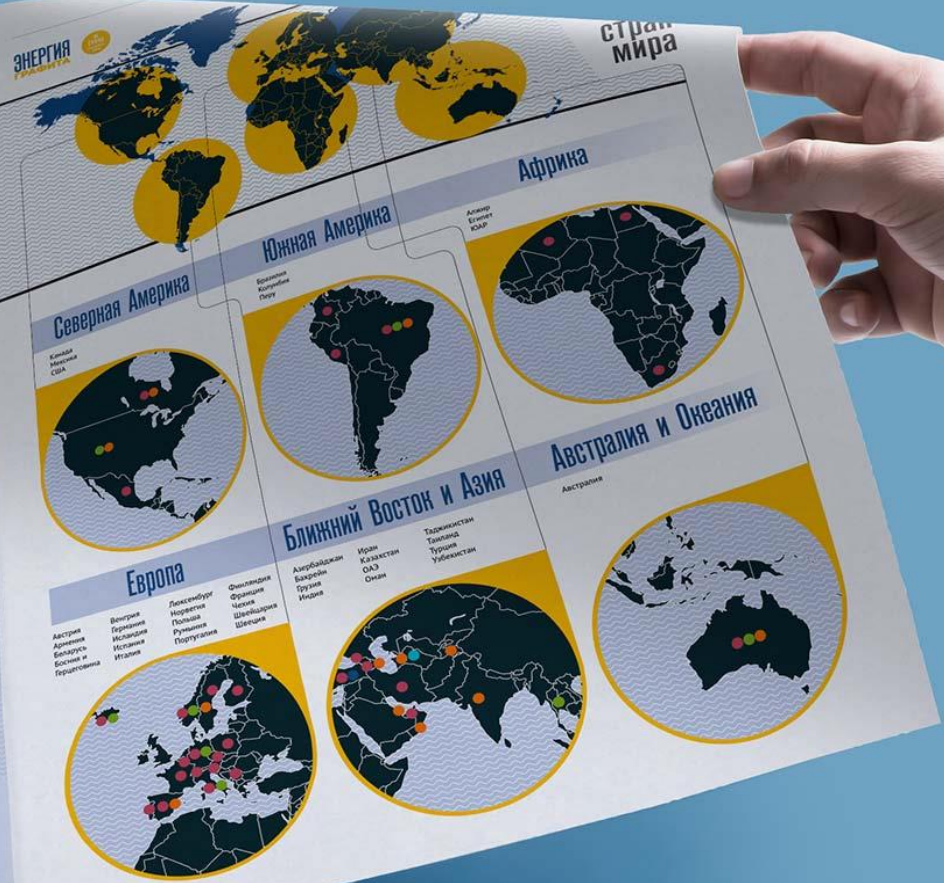 ЭНЕРГИЯ
ГРАФИТА
стран
мира
Северная Америка
Канада
Мексика
США
Южная Америка
Бразилия
Колумбия
Перу
Африка
Алжир
Египет
ЮАР
Европа
Австрия
Армения
Беларусь
Босния и
Герцеговина
Венгрия
Германия
Исландия
Испания
Италия
Люксембург
Норвегия
Польша
Румыния
Португалия
Финляндия
Франция
Чехия
Швейцария
Швеция
Ближний Восток и Азия
Азербайджан
Бахрейн
Грузия
Индия
Иран
Казахстан
ОАЭ
Оман
Таджикистан
Таиланд
Турция
Узбекистан
Австралия и Океания
Австралия